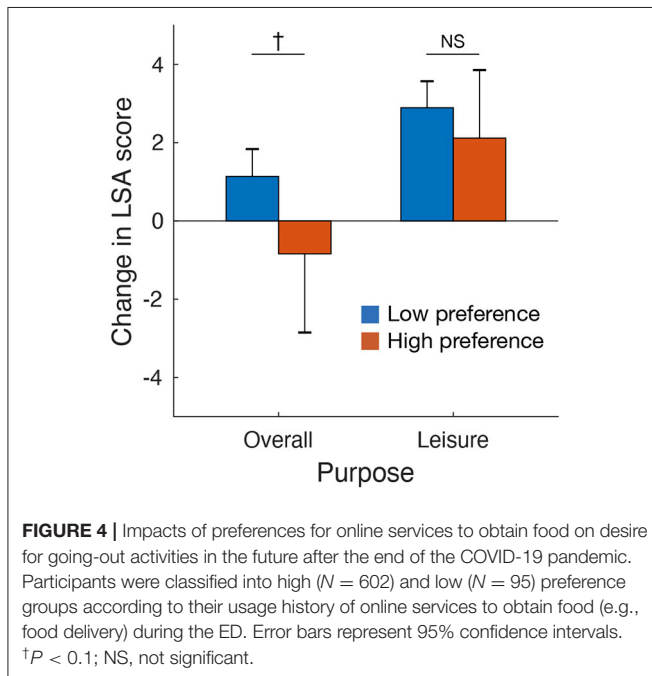 † NS
4
2
0
-2
-4
Change in LSA score
Low preference
High preference
Overall Leisure
Purpose
FIGURE 4 | Impacts of preferences for online services to obtain food on desire
for going-out activities in the future after the end of the COVID-19 pandemic.
Participants were classified into high (N = 602) and low (N = 95) preference
groups according to their usage history of online services to obtain food (e.g.,
food delivery) during the ED. Error bars represent 95% confidence intervals.
†P < 0.1; NS, not significant.